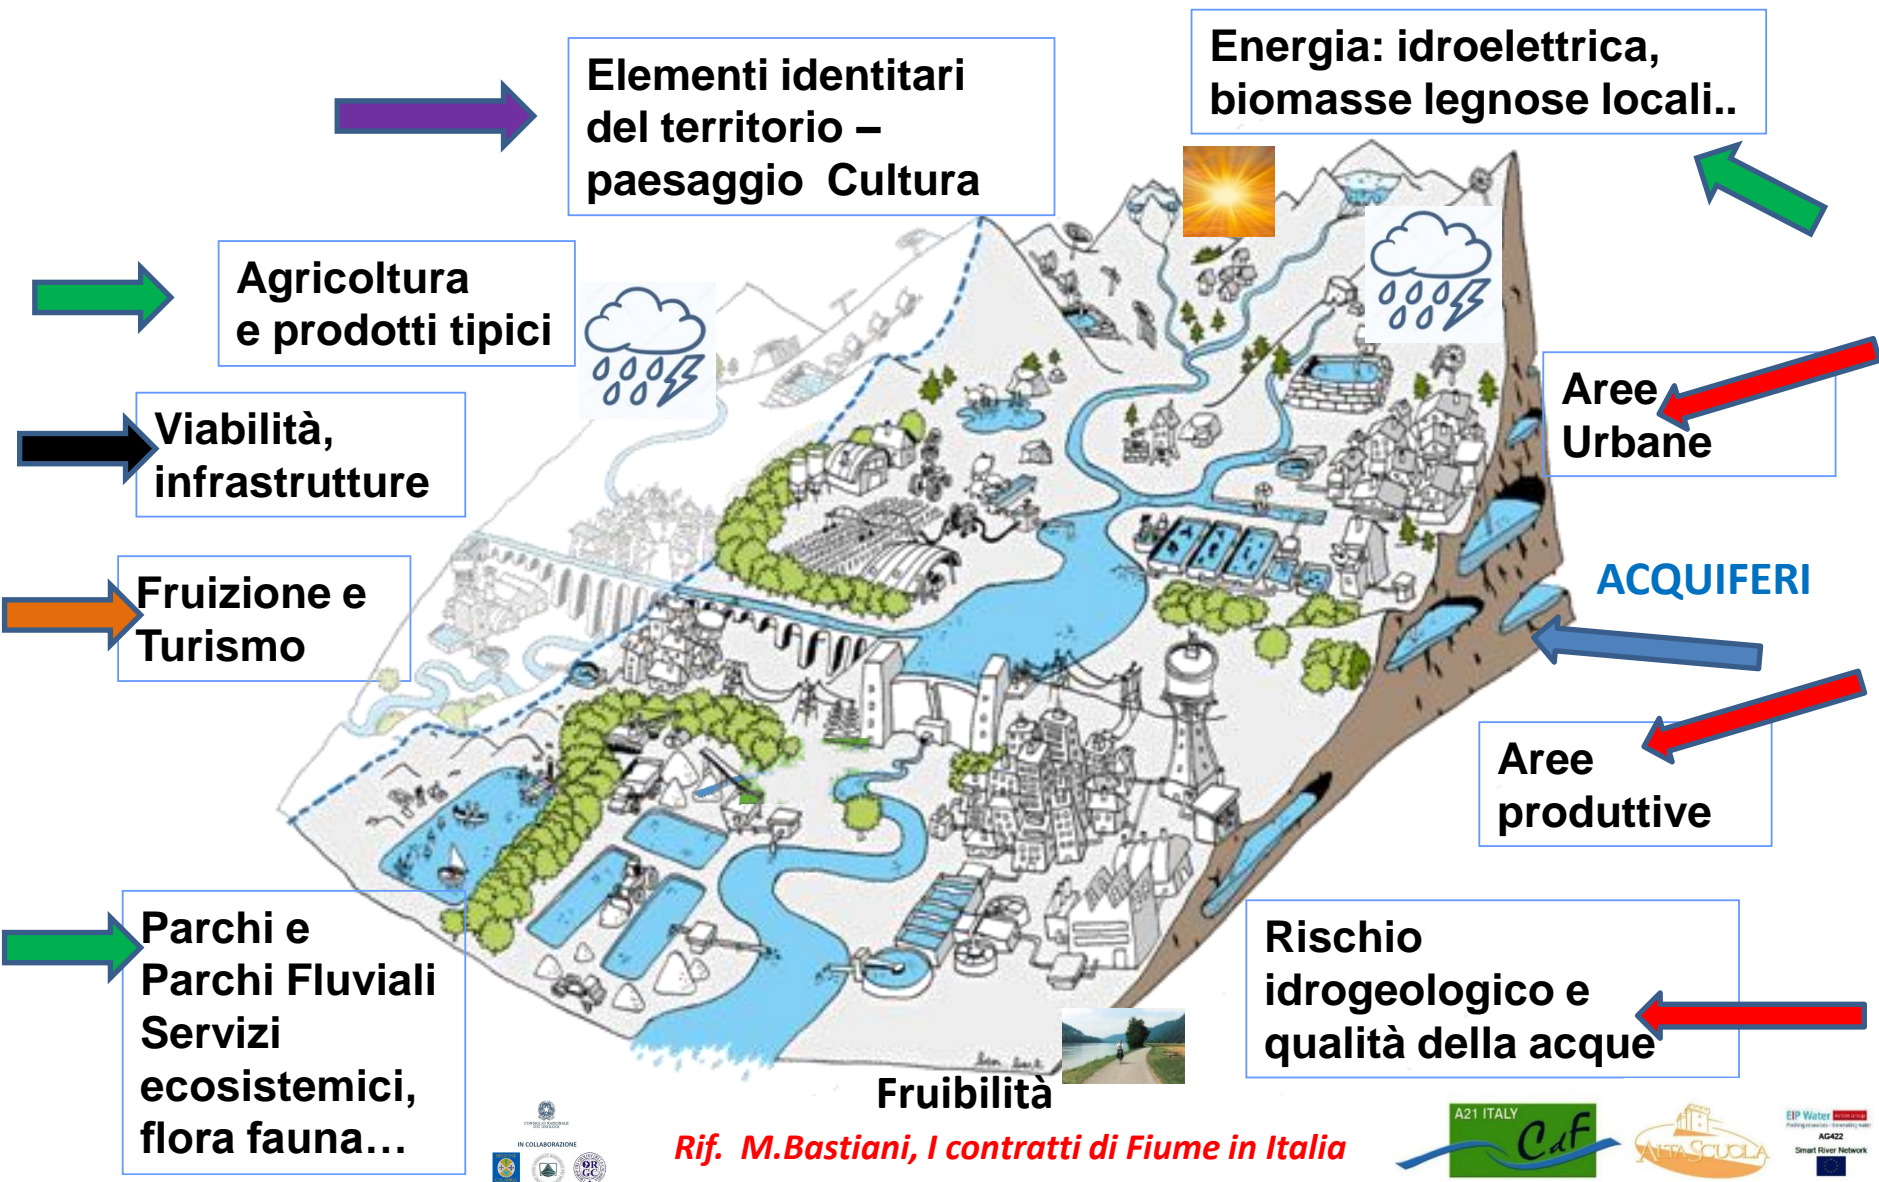 Elementi identitari
del territorio –
paesaggio Cultura
Energia: idroelettrica,
biomasse legnose locali..
Agricoltura
e prodotti tipici
Viabilità,
infrastrutture
Aree
Urbane
Fruizione e
Turismo
ACQUIFERI
Aree
produttive
Parchi e
Parchi Fluviali
Servizi
ecosistemici,
flora fauna…
Rischio
idrogeologico e
qualità della acque
Fruibilità
Rif. M.Bastiani, I contratti di Fiume in Italia
IN COLLABORAZIONE
A21 ITALY
CdF
ALTASCUOLA
EIP Water
AG422
Smart River Network